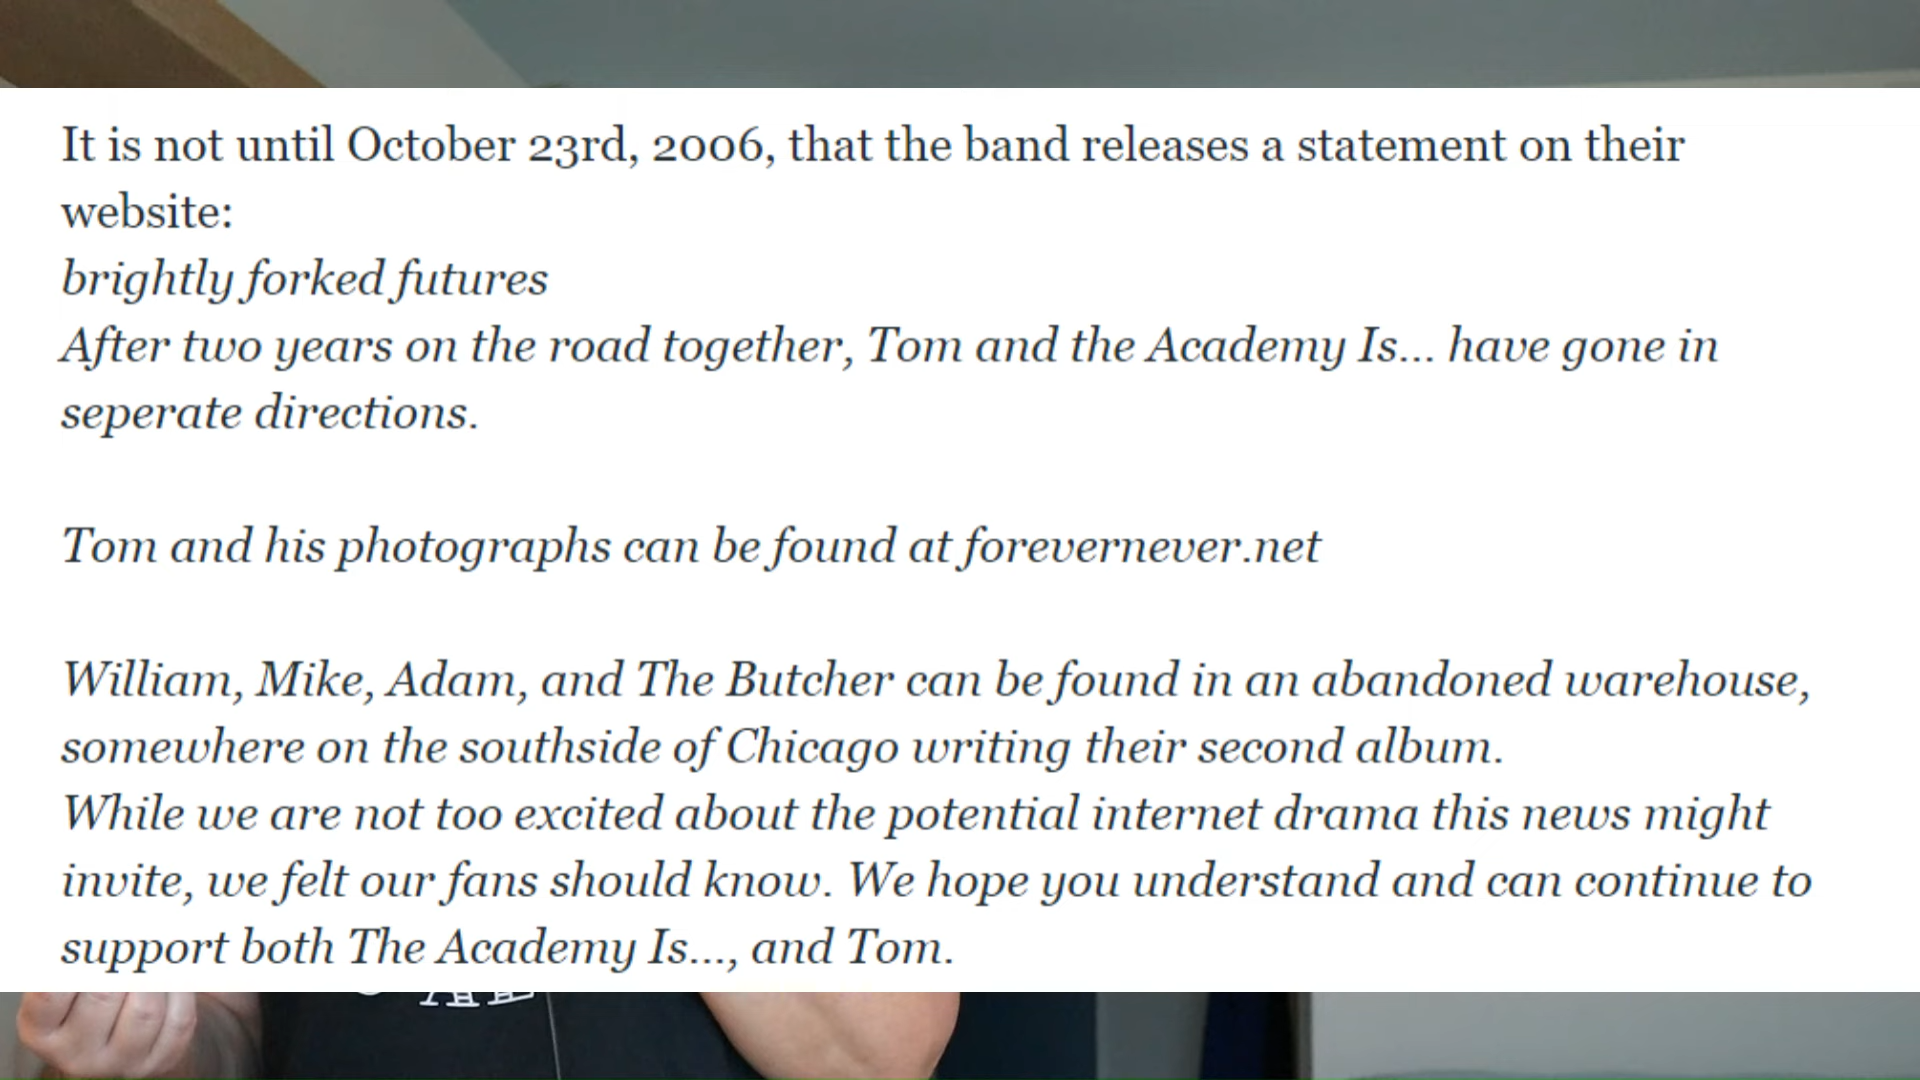 It is not until October 23rd, 2006, that the band releases a statement on their
website:
brightly forked futures
After two years on the road together, Tom and the Academy Is... have gone in
seperate directions.
Tom and his photographs can be found at forevernever.net
William, Mike, Adam, and The Butcher can be found in an abandoned warehouse,
somewhere on the southside of Chicago writing their second album.
While we are not too excited about the potential internet drama this news might
invite, we felt our fans should know. We hope you understand and can continue to
support both The Academy Is..., and Tom.